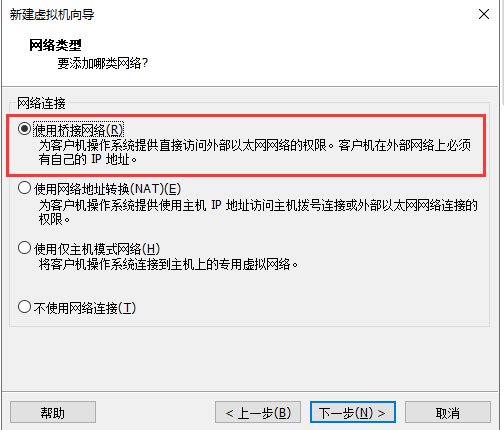 新建虚拟机向导
网络类型
要添加哪类网络?
网络连接
使用桥接网络(R)
为客户机操作系统提供直接访问外部以太网网络的权限。客户机在外部网络上必须
有自己的 IP 地址。
使用网络地址转换(NAT)(E)
为客户机操作系统提供使用主机 IP 地址访问主机拨号连接或外部以太网网络连接的
权限。
使用仅主机模式网络(H)
将客户机操作系统连接到主机上的专用虚拟网络。
不使用网络连接(T)
帮助 < 上一步(B) 下一步(N) > 取消